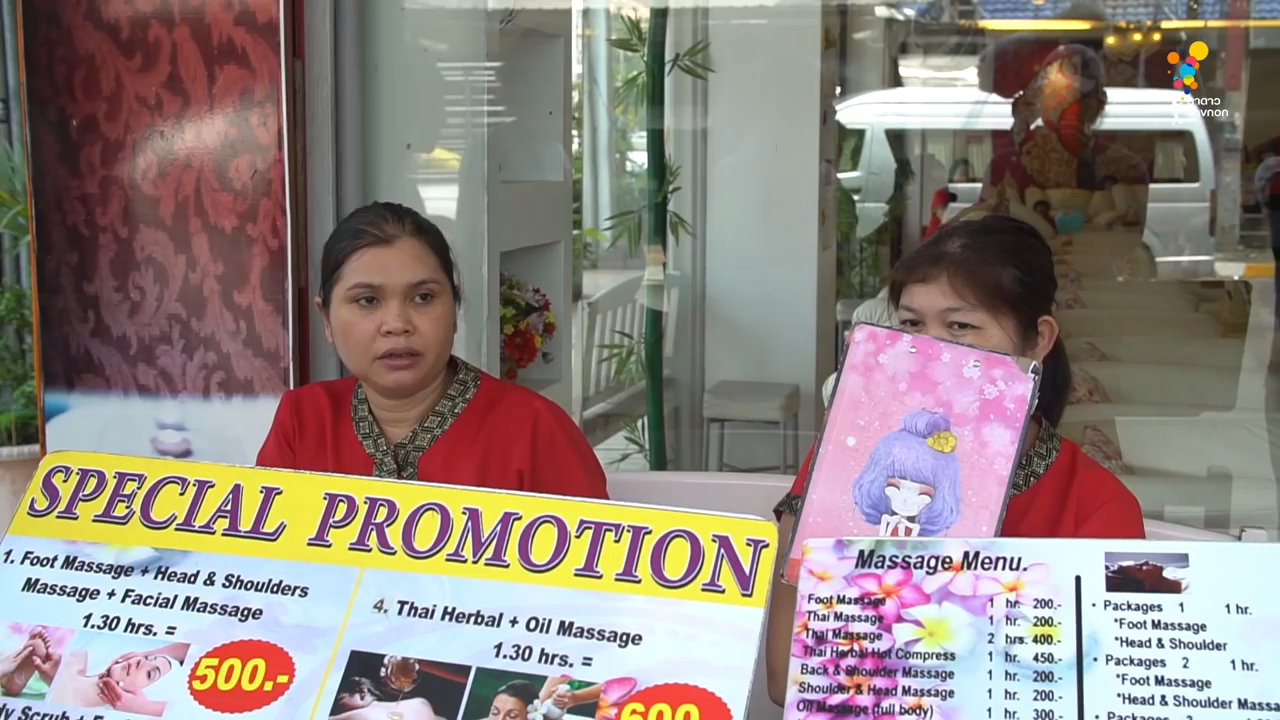 SPECIAL PROMOTION
1. Foot Massage + Head & Shoulders
Massage + Facial Massage
1.30 hrs. =
500.-
4. Thai Herbal + Oil Massage
1.30 hrs. =
600.-
Massage Menu.
Foot Massage 1 hr. 200.-
Thai Massage 1 hr. 200.-
Thai Massage 2 hrs. 400.-
Thai Herbal Hot Compress 1 hr. 450.-
Back & Shoulder Massage 1 hr. 200.-
Shoulder & Head Massage 1 hr. 200.-
Oil Massage (full body) 1 hr. 300.-
• Packages 1 1 hr.
*Foot Massage
*Head & Shoulder
• Packages 2 1 hr.
*Foot Massage
*Head & Shoulder Massa
• Packages